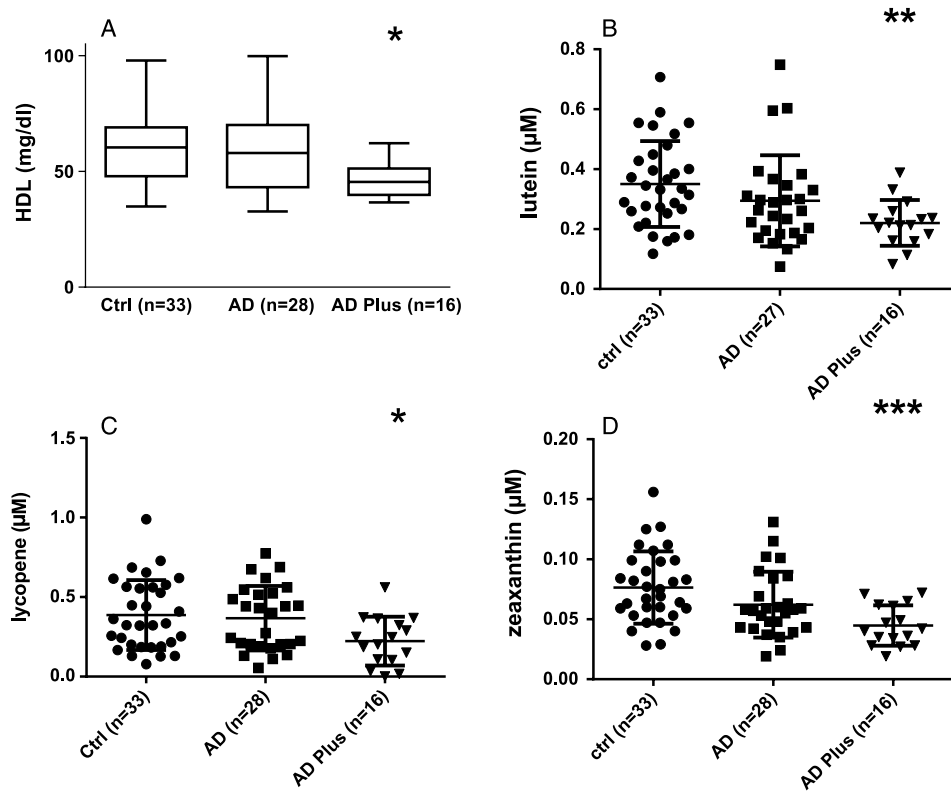 A
*
HDL (mg/dl)
100
50
0
Ctrl (n=33)
AD (n=28)
AD Plus (n=16)
B
**
lutein (µM)
0.8
0.6
0.4
0.2
0.0
ctrl (n=33)
AD (n=27)
AD Plus (n=16)
C
*
lycopene (µM)
1.5
1.0
0.5
0.0
Ctrl (n=33)
AD (n=28)
AD Plus (n=16)
D
***
zeaxanthin (µM)
0.20
0.15
0.10
0.05
0.00
ctrl (n=33)
AD (n=28)
AD Plus (n=16)